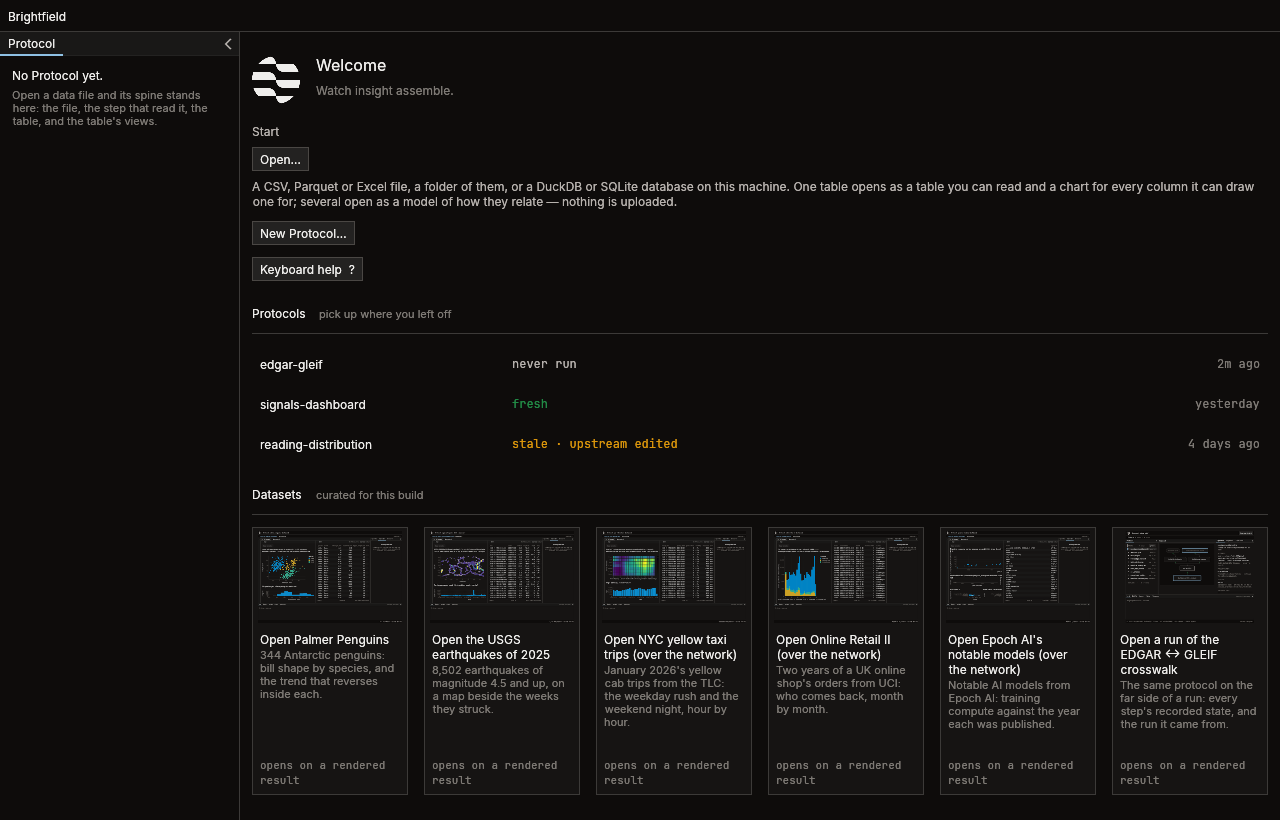 Brightfield
Protocol
No Protocol yet.
Open a data file and its spine stands
here: the file, the step that read it, the
table, and the table's views.
Welcome
Watch insight assemble.
Start
Open...
A CSV, Parquet or Excel file, a folder of them, or a DuckDB or SQLite database on this machine. One table opens as a table you can read and a chart for every column it can draw
one for; several open as a model of how they relate — nothing is uploaded.
New Protocol...
Keyboard help ?
Protocols pick up where you left off
edgar-gleif never run 2m ago
signals-dashboard fresh yesterday
reading-distribution stale · upstream edited 4 days ago
Datasets curated for this build
Open Palmer Penguins
344 Antarctic penguins:
bill shape by species, and
the trend that reverses
inside each.
opens on a rendered
result
Open the USGS
earthquakes of 2025
8,502 earthquakes of
magnitude 4.5 and up, on
a map beside the weeks
they struck.
opens on a rendered
result
Open NYC yellow taxi
trips (over the network)
January 2026's yellow
cab trips from the TLC:
the weekday rush and the
weekend night, hour by
hour.
opens on a rendered
result
Open Online Retail II
(over the network)
Two years of a UK online
shop's orders from UCI:
who comes back, month
by month.
opens on a rendered
result
Open Epoch AI's
notable models (over
the network)
Notable AI models from
Epoch AI: training
compute against the year
each was published.
opens on a rendered
result
Open a run of the
EDGAR ↔ GLEIF
crosswalk
The same protocol on the
far side of a run: every
step's recorded state, and
the run it came from.
opens on a rendered
result